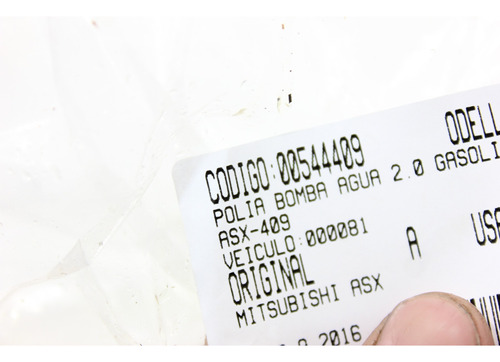 ODELL
CODIGO:00544409
POLIA BOMBA AGUA 2.0 GASOLI
ASX-409
VEICULO:000081 A USA
ORIGINAL
MITSUBISHI ASX
2016